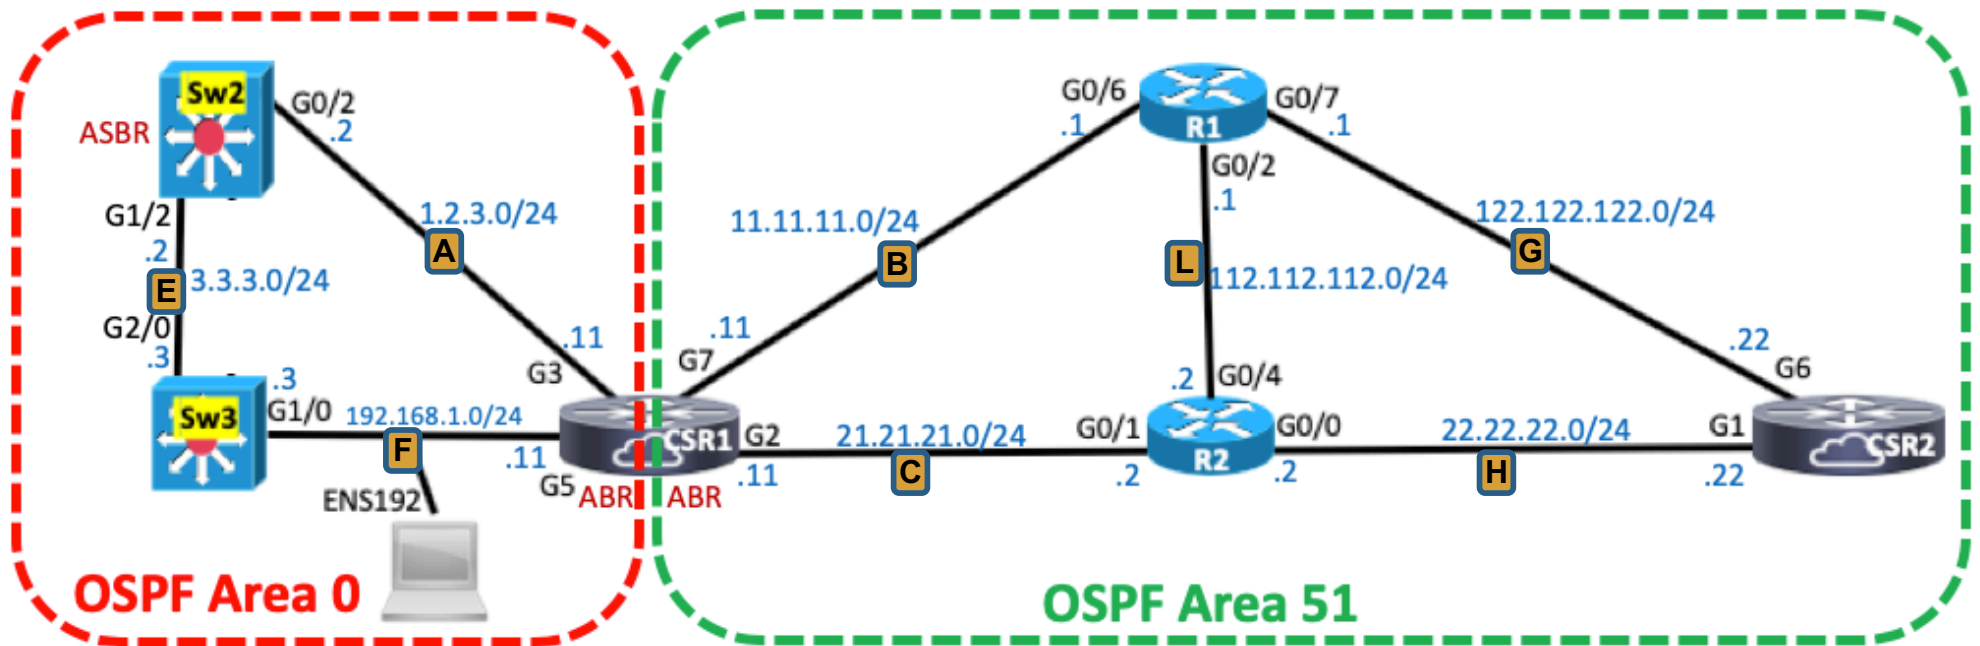 Sw2
ASBR
G0/2
.2
G1/2
.2
E
3.3.3.0/24
G2/0
.3
1.2.3.0/24
A
.11
G3
Sw3
.3
G1/0
192.168.1.0/24
F
.11
G5
ENS192
ABR
ABR
CSR1
OSPF Area 0
G0/6
.1
R1
G0/7
.1
G0/2
.1
11.11.11.0/24
B
.11
G7
L
112.112.112.0/24
122.122.122.0/24
G
.22
G6
.2
G0/4
G2
.11
21.21.21.0/24
C
G0/1
.2
R2
G0/0
.2
22.22.22.0/24
H
G1
.22
CSR2
OSPF Area 51